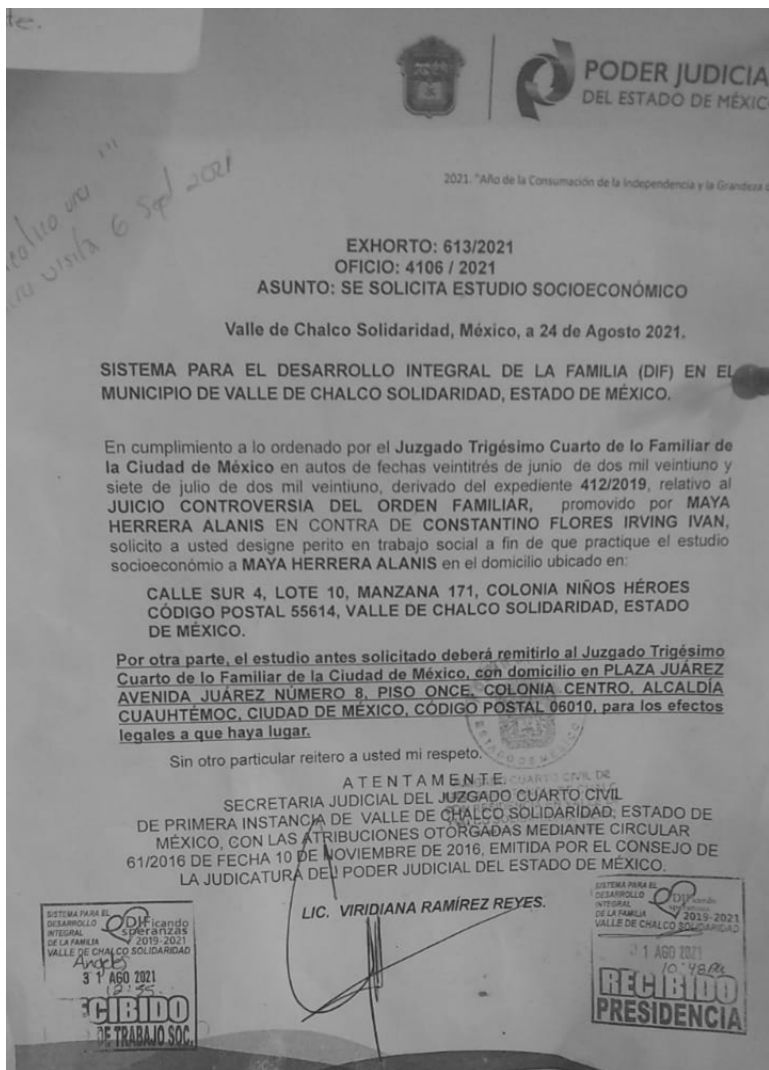 te.
PODER JUDICIA
DEL ESTADO DE MÉXICO
2021. "Año de la Consumación de la Independencia y la Grandeza d
visita 6 Sep 2021
EXHORTO: 613/2021
OFICIO: 4106 / 2021
ASUNTO: SE SOLICITA ESTUDIO SOCIOECONÓMICO
Valle de Chalco Solidaridad, México, a 24 de Agosto 2021.
SISTEMA PARA EL DESARROLLO INTEGRAL DE LA FAMILIA (DIF) EN EL
MUNICIPIO DE VALLE DE CHALCO SOLIDARIDAD, ESTADO DE MÉXICO.
En cumplimiento a lo ordenado por el Juzgado Trigésimo Cuarto de lo Familiar de
la Ciudad de México en autos de fechas veintitrés de junio de dos mil veintiuno y
siete de julio de dos mil veintiuno, derivado del expediente 412/2019, relativo al
JUICIO CONTROVERSIA DEL ORDEN FAMILIAR, promovido por MAYA
HERRERA ALANIS EN CONTRA DE CONSTANTINO FLORES IRVING IVAN,
solicito a usted designe perito en trabajo social a fin de que practique el estudio
socioeconómio a MAYA HERRERA ALANIS en el domicilio ubicado en:
CALLE SUR 4, LOTE 10, MANZANA 171, COLONIA NIÑOS HÉROES
CÓDIGO POSTAL 55614, VALLE DE CHALCO SOLIDARIDAD, ESTADO
DE MÉXICO.
Por otra parte, el estudio antes solicitado deberá remitirlo al Juzgado Trigésimo
Cuarto de lo Familiar de la Ciudad de México, con domicilio en PLAZA JUÁREZ
AVENIDA JUÁREZ NÚMERO 8, PISO ONCE, COLONIA CENTRO, ALCALDÍA
CUAUHTÉMOC, CIUDAD DE MÉXICO, CÓDIGO POSTAL 06010, para los efectos
legales a que haya lugar.
Sin otro particular reitero a usted mi respeto.
ATENTAMENTE
SECRETARIA JUDICIAL DEL JUZGADO CUARTO CIVIL
DE PRIMERA INSTANCIA DE VALLE DE CHALCO SOLIDARIDAD, ESTADO DE
MÉXICO, CON LAS ATRIBUCIONES OTORGADAS MEDIANTE CIRCULAR
61/2016 DE FECHA 10 DE NOVIEMBRE DE 2016, EMITIDA POR EL CONSEJO DE
LA JUDICATURA DEL PODER JUDICIAL DEL ESTADO DE MÉXICO.
LIC. VIRIDIANA RAMÍREZ REYES.
SISTEMA PARA EL
DESARROLLO
INTEGRAL
DE LA FAMILIA
DIFicando
speranzas
2019-2021
VALLE DE CHALCO SOLIDARIDAD
Angeles
31 AGO 2021
ECIBIDO
DE TRABAJO SOC.
SISTEMA PARA EL
DESARROLLO
INTEGRAL
DE LA FAMILIA
DIFicando
2019-2021
VALLE DE CHALCO SOLIDARIDAD
31 AGO 2021
10:48
RECIBIDO
PRESIDENCIA